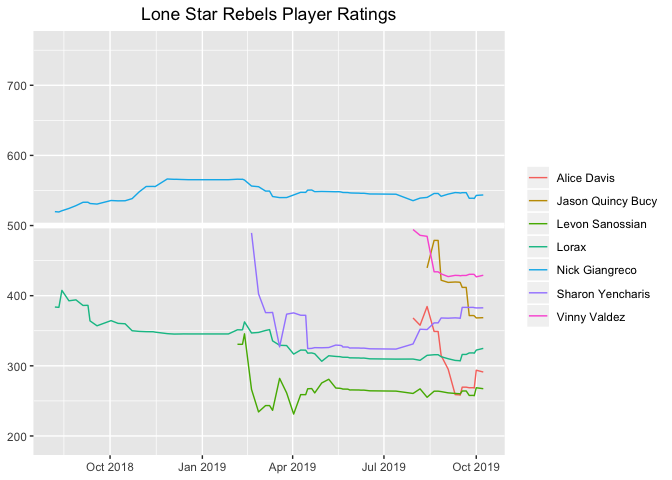 Lone Star Rebels Player Ratings
700
600
500
400
300
200
Oct 2018 Jan 2019 Apr 2019 Jul 2019 Oct 2019
Alice Davis
Jason Quincy Bucy
Levon Sanossian
Lorax
Nick Giangreco
Sharon Yencharis
Vinny Valdez